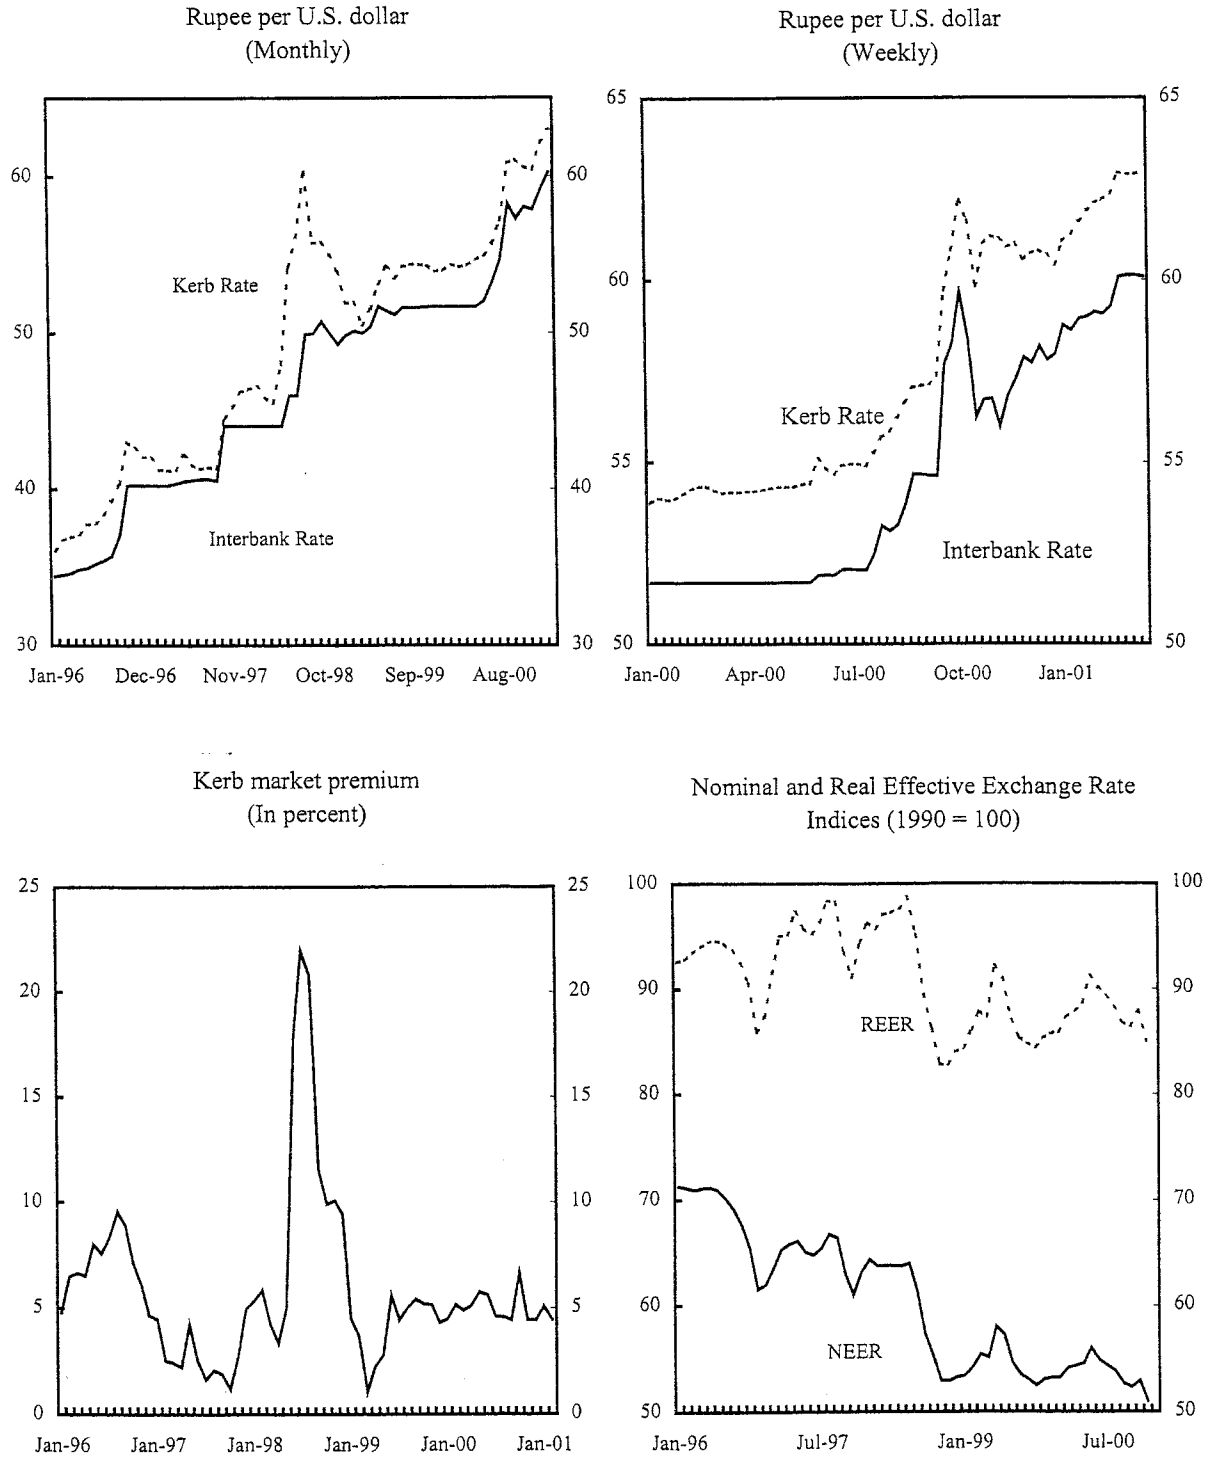 Rupee per U.S. dollar
(Monthly)
60
50
40
30
60
50
40
30
Kerb Rate
Interbank Rate
Jan-96 Dec-96 Nov-97 Oct-98 Sep-99 Aug-00
Rupee per U.S. dollar
(Weekly)
65
60
55
50
65
60
55
50
Kerb Rate
Interbank Rate
Jan-00 Apr-00 Jul-00 Oct-00 Jan-01
Kerb market premium
(In percent)
25
20
15
10
5
0
25
20
15
10
5
0
Jan-96 Jan-97 Jan-98 Jan-99 Jan-00 Jan-01
Nominal and Real Effective Exchange Rate
Indices (1990 = 100)
100
90
80
70
60
50
100
90
80
70
60
50
REER
NEER
Jan-96 Jul-97 Jan-99 Jul-00